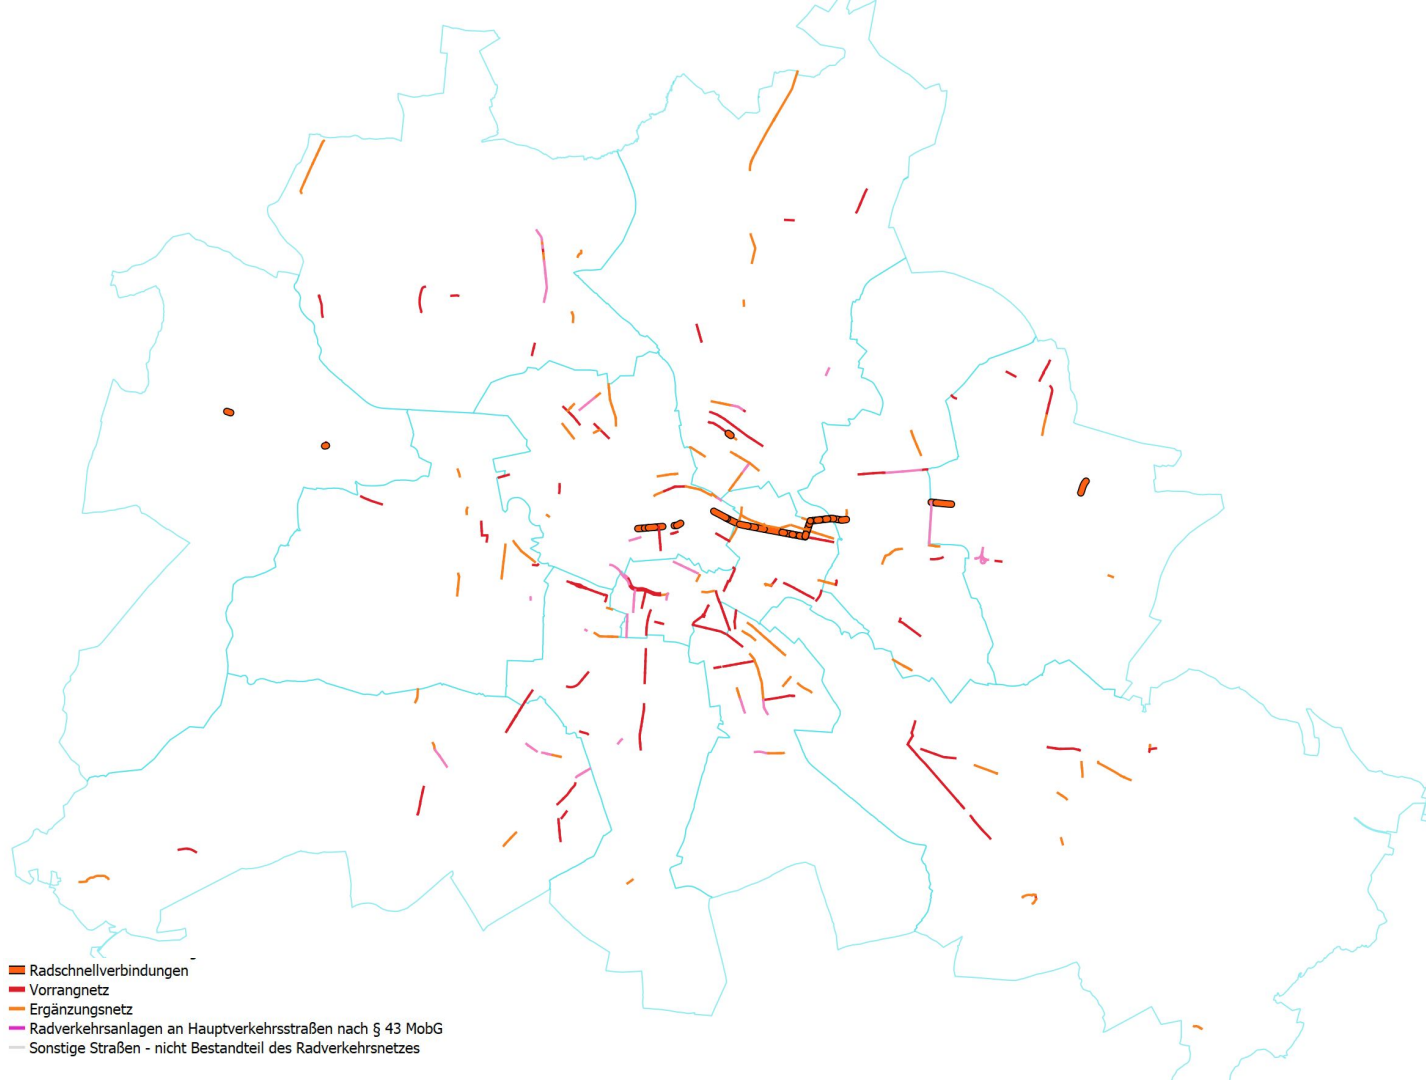 Radschnellverbindungen
Vorrangnetz
Ergänzungsnetz
Radverkehrsanlagen an Hauptverkehrsstraßen nach § 43 MobG
Sonstige Straßen - nicht Bestandteil des Radverkehrsnetzes